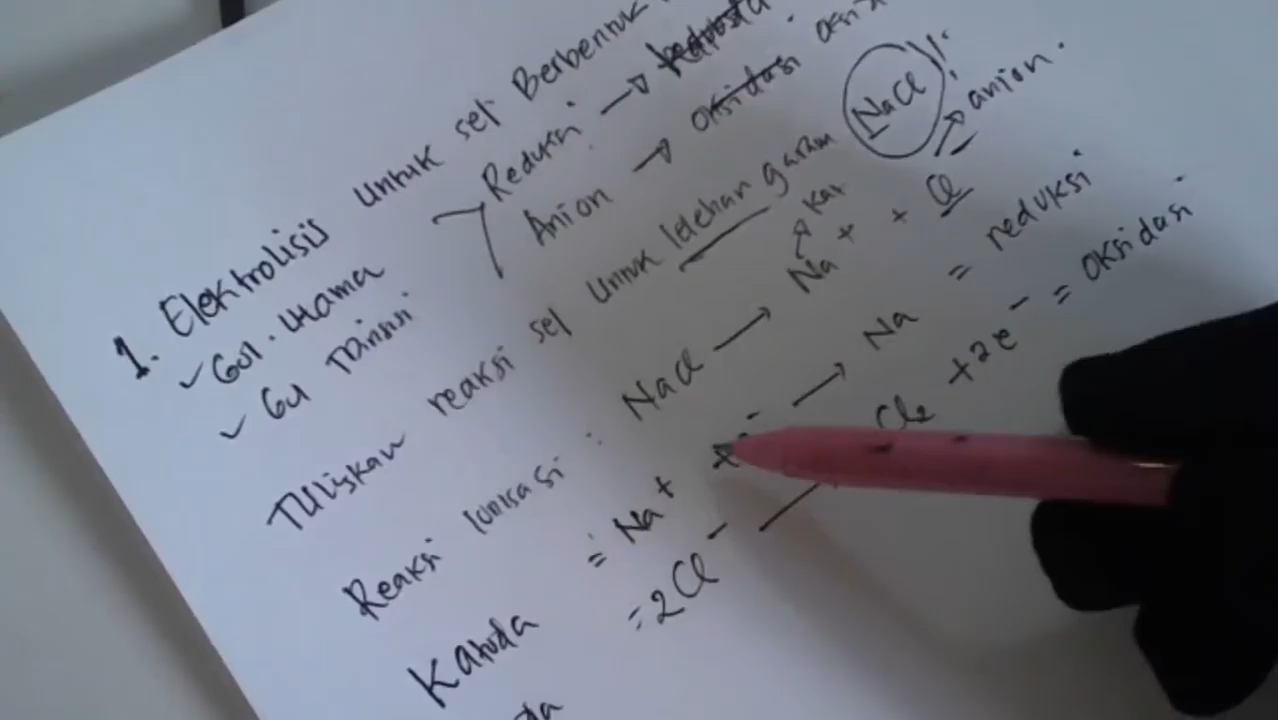 1. Elektrolisis untuk sel Berbentuk
✓ Gol. utama
Reduksi →
✓ Gol Transisi
Anion → oksidasi
Tuliskan reaksi sel untuk lelehan garam NaCl
Reaksi Ionisasi : NaCl → Na+ + Cl
anion.
Katoda = Na+ + → Na = reduksi
= 2Cl- Cl2 + 2e- = oksidasi